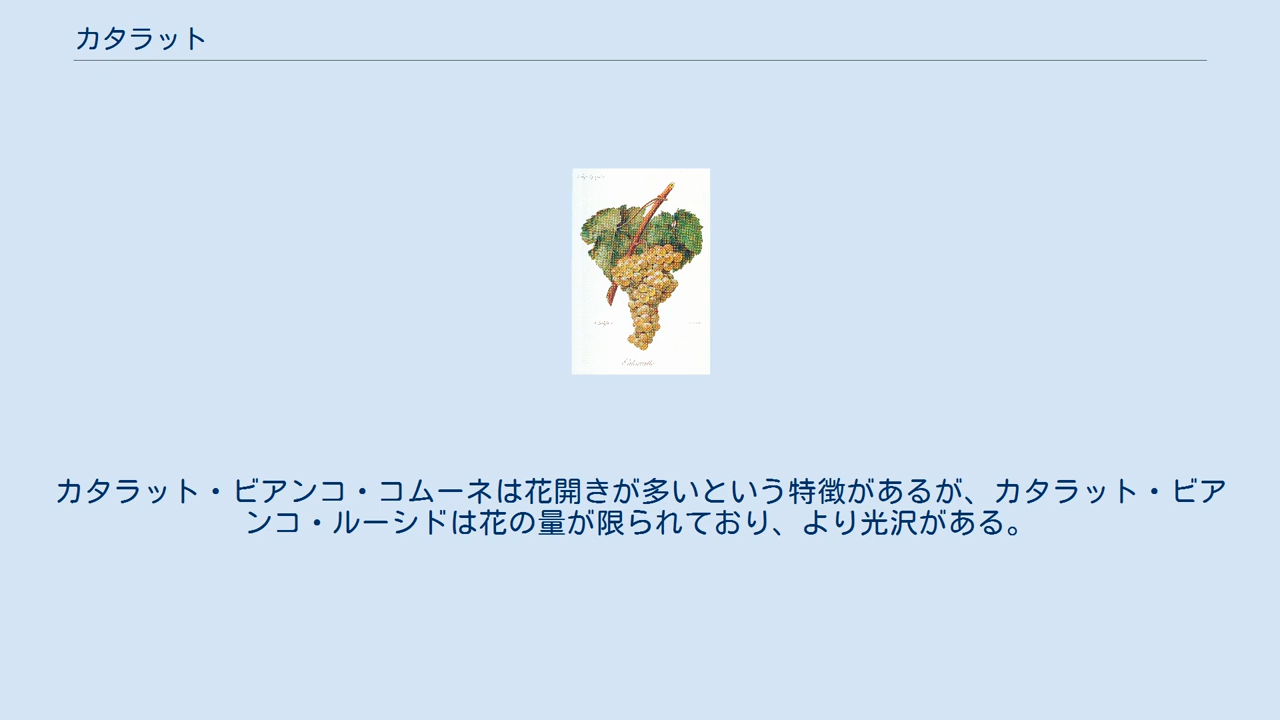 カタラット
カタラット・ビアンコ・コムーネは花開きが多いという特徴があるが、カタラット・ビア
ンコ・ルーシドは花の量が限られており、より光沢がある。